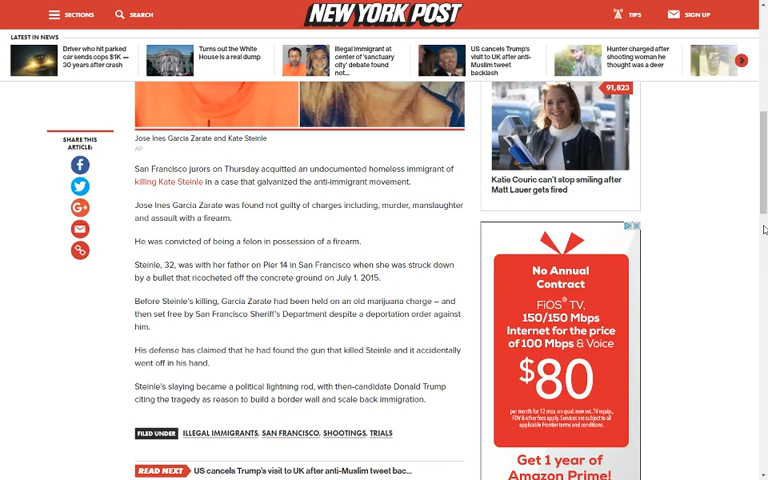 SECTIONS
SEARCH
NEW YORK POST
TIPS
SIGN UP
LATEST IN NEWS
Driver who hit parked
car sends cops $1K —
30 years after crash
Turns out the White
House is a real dump
Illegal immigrant at
center of 'sanctuary
city' debate found
not...
US cancels Trump's
visit to UK after anti-
Muslim tweet
backlash
Hunter charged after
shooting woman he
thought was a deer
SHARE THIS
ARTICLE:
Jose Ines Garcia Zarate and Kate Steinle
AP
San Francisco jurors on Thursday acquitted an undocumented homeless immigrant of
killing Kate Steinle in a case that galvanized the anti-immigrant movement.
Jose Ines Garcia Zarate was found not guilty of charges including, murder, manslaughter
and assault with a firearm.
He was convicted of being a felon in possession of a firearm.
Steinle, 32, was with her father on Pier 14 in San Francisco when she was struck down
by a bullet that ricocheted off the concrete ground on July 1, 2015.
Before Steinle's killing, Garcia Zarate had been held on an old marijuana charge — and
then set free by San Francisco Sheriff's Department despite a deportation order against
him.
His defense has claimed that he had found the gun that killed Steinle and it accidentally
went off in his hand.
Steinle's slaying became a political lightning rod, with then-candidate Donald Trump
citing the tragedy as reason to build a border wall and scale back immigration.
FILED UNDER ILLEGAL IMMIGRANTS, SAN FRANCISCO, SHOOTINGS, TRIALS
READ NEXT US cancels Trump's visit to UK after anti-Muslim tweet bac...
91,823
Katie Couric can't stop smiling after
Matt Lauer gets fired
No Annual
Contract
FiOS® TV,
150/150 Mbps
Internet for the price
of 100 Mbps & Voice
$80
per month for 12 mos.
applicable Frontier terms and conditions.
Get 1 year of
Amazon Prime!